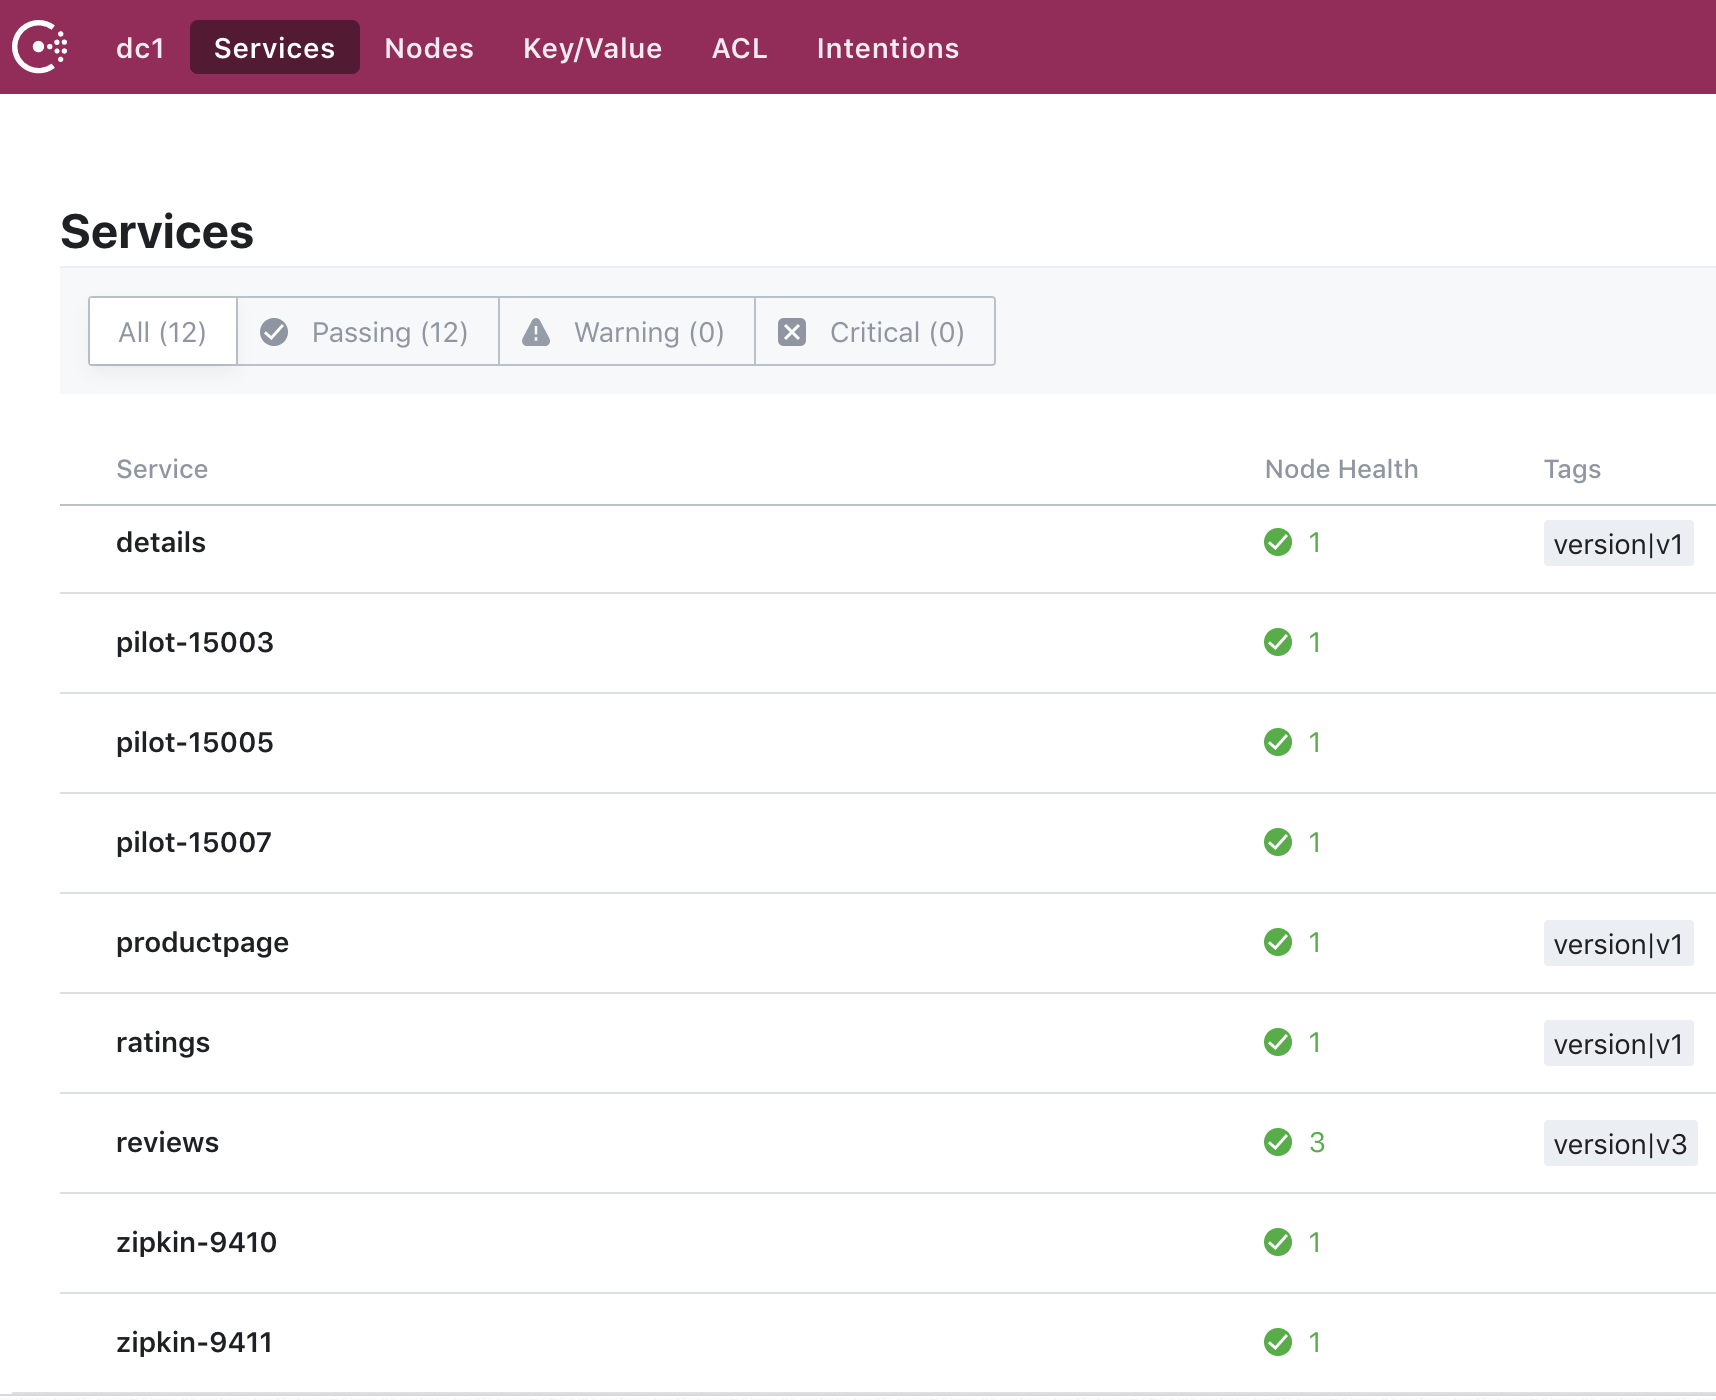 dc1 Services Nodes Key/Value ACL Intentions
Services
All (12) Passing (12) Warning (0) Critical (0)
Service Node Health Tags
details 1 version|v1
pilot-15003 1
pilot-15005 1
pilot-15007 1
productpage 1 version|v1
ratings 1 version|v1
reviews 3 version|v3
zipkin-9410 1
zipkin-9411 1